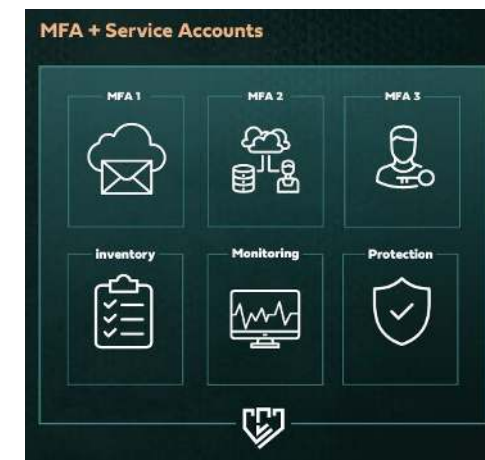 MFA + Service Accounts
MFA 1
MFA 2
MFA 3
inventory
Monitoring
Protection